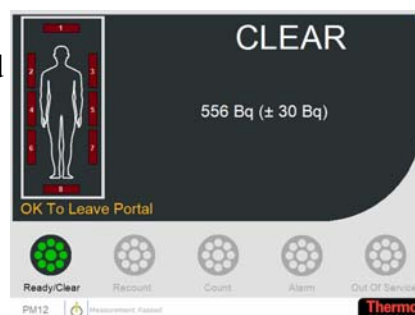 d
CLEAR
1
2 3
4 5
6 7
8
556 Bq (± 30 Bq)
OK To Leave Portal
Ready/Clear Recount Count Alarm Out Of Service
PM12 Measurement Passed Thermo